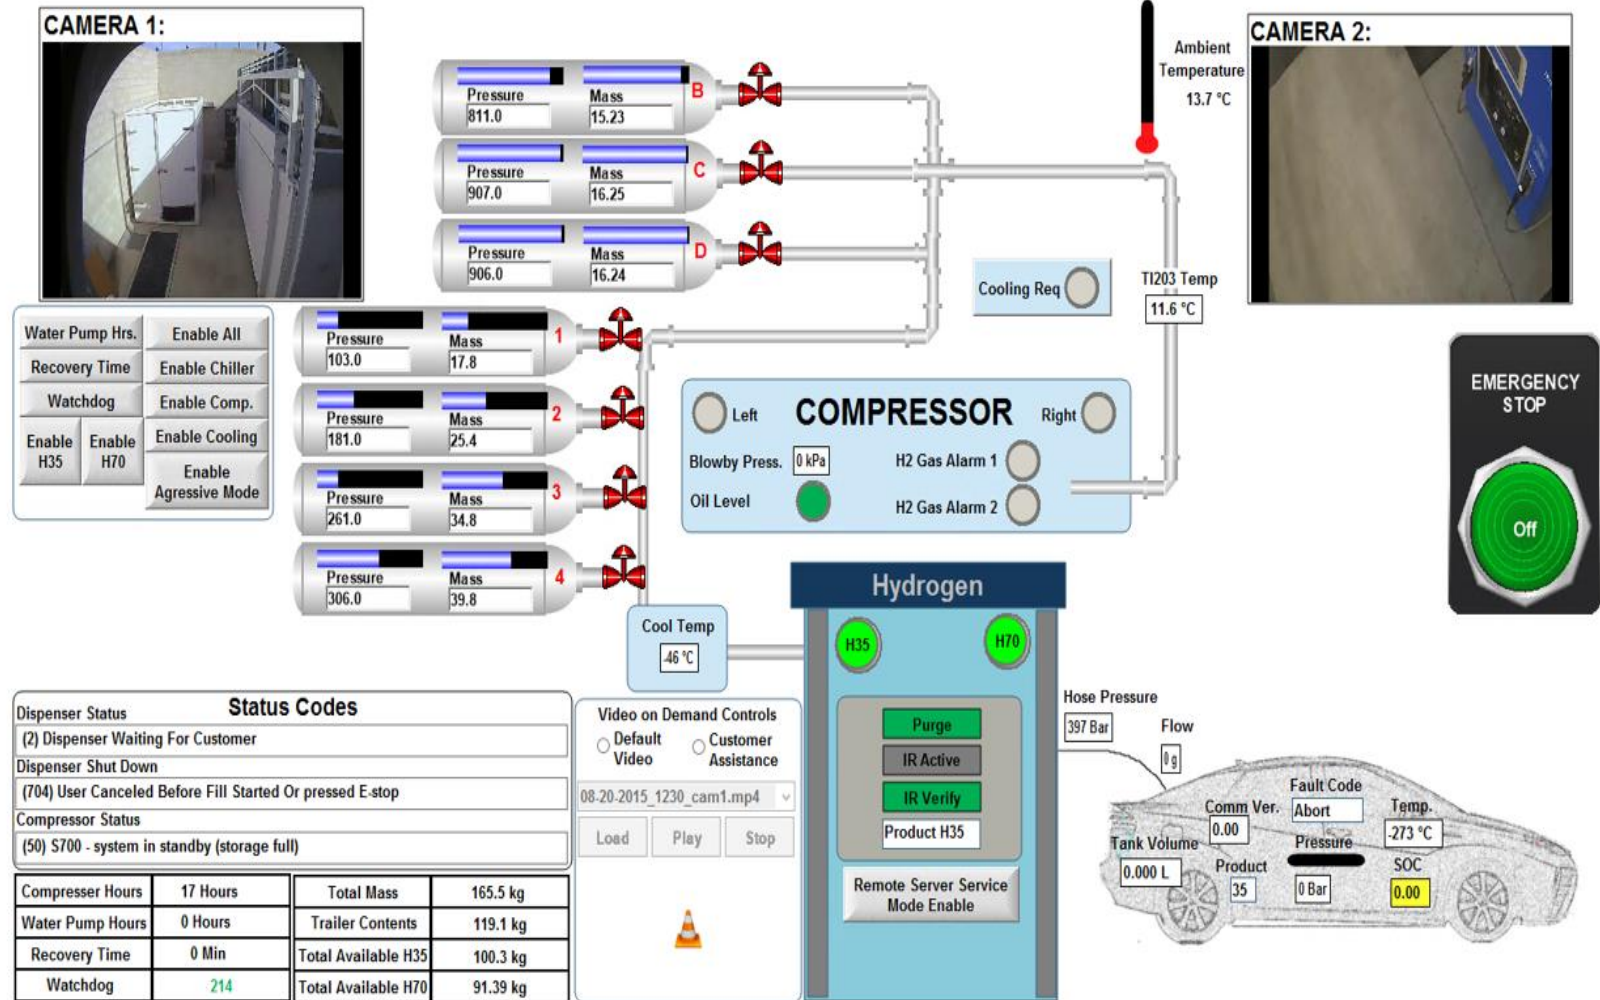 CAMERA 1:
Pressure
811.0
Mass
15.23
B
Pressure
907.0
Mass
16.25
C
Pressure
906.0
Mass
16.24
D
Ambient
Temperature
13.7 °C
CAMERA 2:
Cooling Req
TI203 Temp
11.6 °C
Water Pump Hrs.
Enable All
Recovery Time
Enable Chiller
Watchdog
Enable Comp.
Enable
H35
Enable
H70
Enable Cooling
Enable
Agressive Mode
Pressure
103.0
Mass
17.8
1
Pressure
181.0
Mass
25.4
2
Pressure
261.0
Mass
34.8
3
Pressure
306.0
Mass
39.8
4
Left
COMPRESSOR
Right
Blowby Press.
0 kPa
H2 Gas Alarm 1
Oil Level
H2 Gas Alarm 2
EMERGENCY
STOP
Off
Hydrogen
H35
H70
Cool Temp
-46 °C
Purge
IR Active
IR Verify
Product H35
Remote Server Service
Mode Enable
Status Codes
Dispenser Status
(2) Dispenser Waiting For Customer
Dispenser Shut Down
(704) User Canceled Before Fill Started Or pressed E-stop
Compressor Status
(50) S700 - system in standby (storage full)
Compresser Hours
17 Hours
Total Mass
165.5 kg
Water Pump Hours
0 Hours
Trailer Contents
119.1 kg
Recovery Time
0 Min
Total Available H35
100.3 kg
Watchdog
214
Total Available H70
91.39 kg
Video on Demand Controls
Default
Video
Customer
Assistance
08-20-2015_1230_cam1.mp4
Load
Play
Stop
Hose Pressure
397 Bar
Flow
0 g
Fault Code
Abort
Comm Ver.
0.00
Temp.
-273 °C
Tank Volume
0.000 L
Product
35
Pressure
0 Bar
SOC
0.00